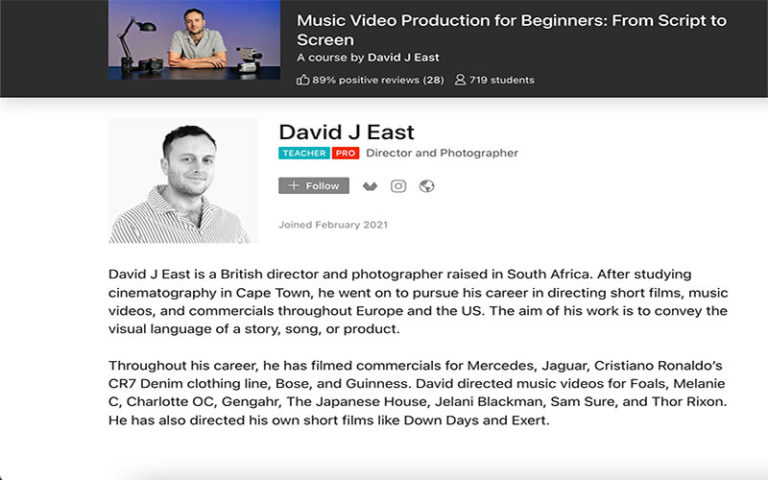 Music Video Production for Beginners: From Script to
Screen
A course by David J East
89% positive reviews (28) 719 students
David J East
TEACHER PRO Director and Photographer
+ Follow
Joined February 2021
David J East is a British director and photographer raised in South Africa. After studying
cinematography in Cape Town, he went on to pursue his career in directing short films, music
videos, and commercials throughout Europe and the US. The aim of his work is to convey the
visual language of a story, song, or product.
Throughout his career, he has filmed commercials for Mercedes, Jaguar, Cristiano Ronaldo’s
CR7 Denim clothing line, Bose, and Guinness. David directed music videos for Foals, Melanie
C, Charlotte OC, Gengahr, The Japanese House, Jelani Blackman, Sam Sure, and Thor Rixon.
He has also directed his own short films like Down Days and Exert.